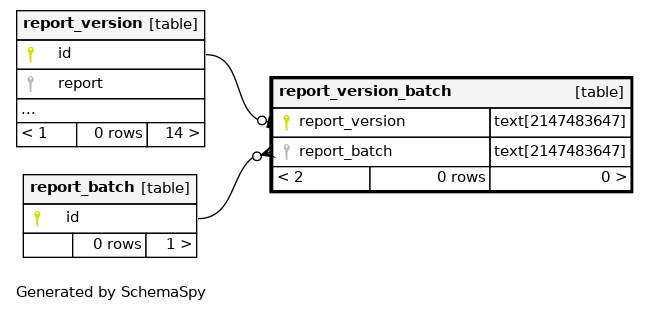 report_version [table]
id
report
...
< 1 0 rows 14 >
report_version_batch [table]
report_version text[2147483647]
report_batch text[2147483647]
< 2 0 rows 0 >
report_batch [table]
id
0 rows 1 >
Generated by SchemaSpy